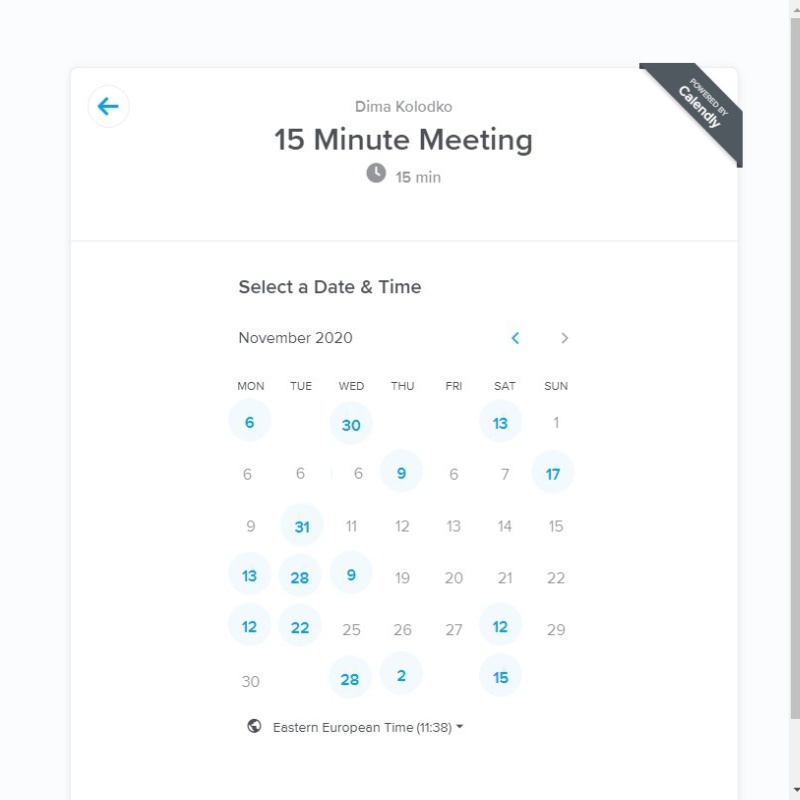 POWERED BY
Calendly
Dima Kolodko
15 Minute Meeting
15 min
Select a Date & Time
November 2020
MON TUE WED THU FRI SAT SUN
6 30 13 1
6 6 6 9 6 7 17
9 31 11 12 13 14 15
13 28 9 19 20 21 22
12 22 25 26 27 12 29
30 28 2 15
Eastern European Time (11:38)